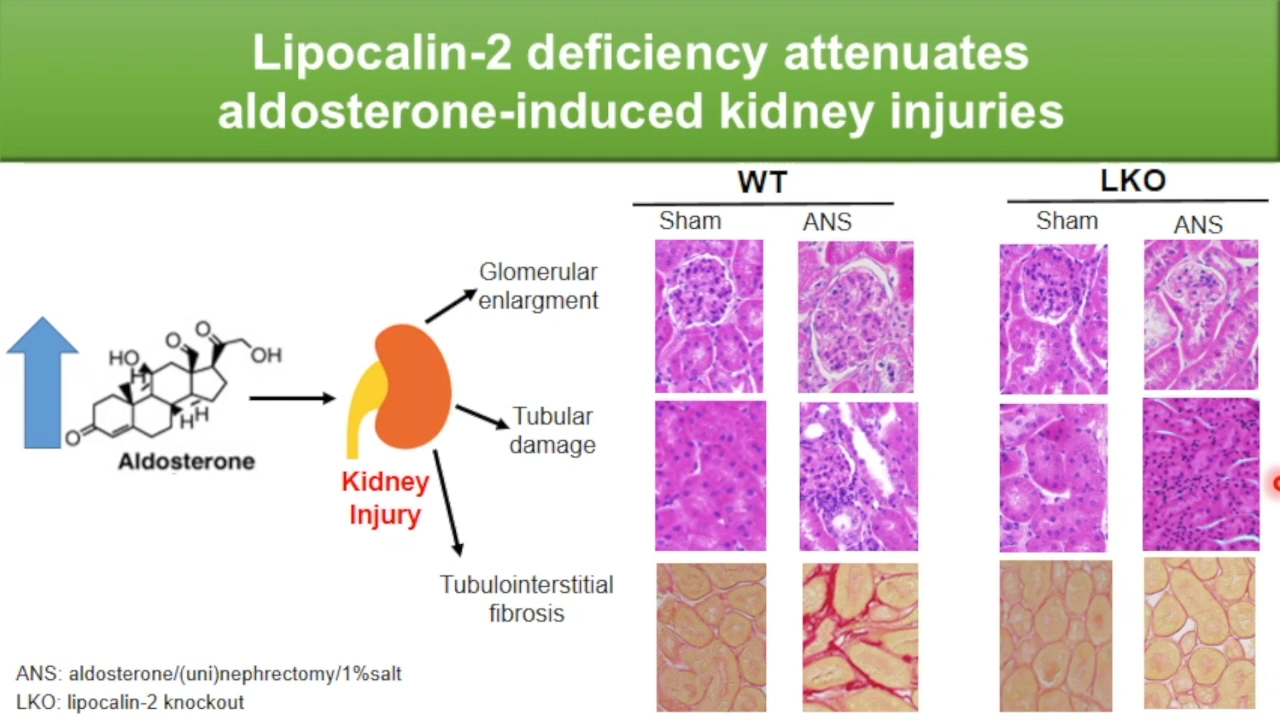 Lipocalin-2 deficiency attenuates
aldosterone-induced kidney injuries
WT
LKO
Sham
ANS
Sham
ANS
Glomerular
enlargment
HO
O
O
OH
H
H
H
O
Aldosterone
Kidney
Injury
Tubular
damage
Tubulointerstitial
fibrosis
ANS: aldosterone/(uni)nephrectomy/1%salt
LKO: lipocalin-2 knockout